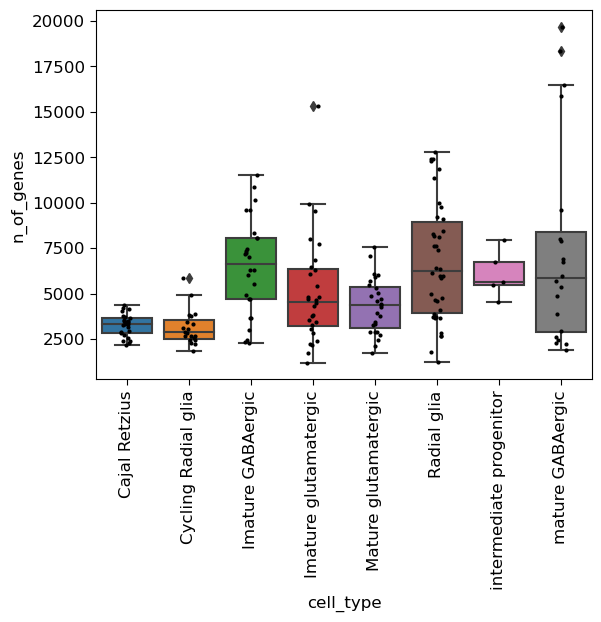 20000
17500
15000
12500
10000
7500
5000
2500
n_of_genes
Cajal Retzius
Cycling Radial glia
Imature GABAergic
Imature glutamatergic
Mature glutamatergic
Radial glia
intermediate progenitor
mature GABAergic
cell_type